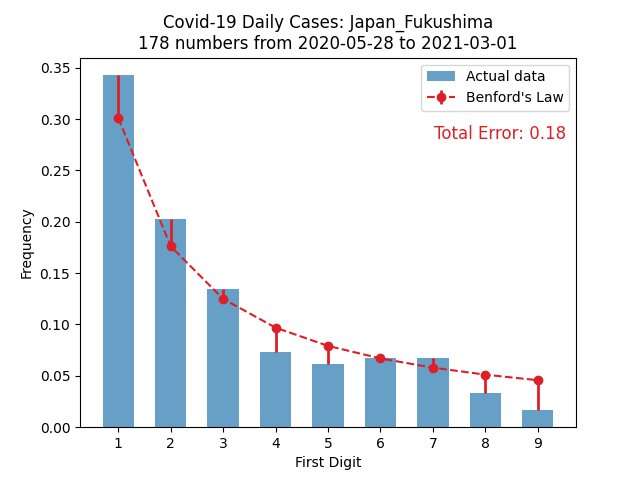 Covid-19 Daily Cases: Japan_Fukushima
178 numbers from 2020-05-28 to 2021-03-01
Actual data
Benford's Law
Total Error: 0.18
Frequency
0.35
0.30
0.25
0.20
0.15
0.10
0.05
0.00
1 2 3 4 5 6 7 8 9
First Digit